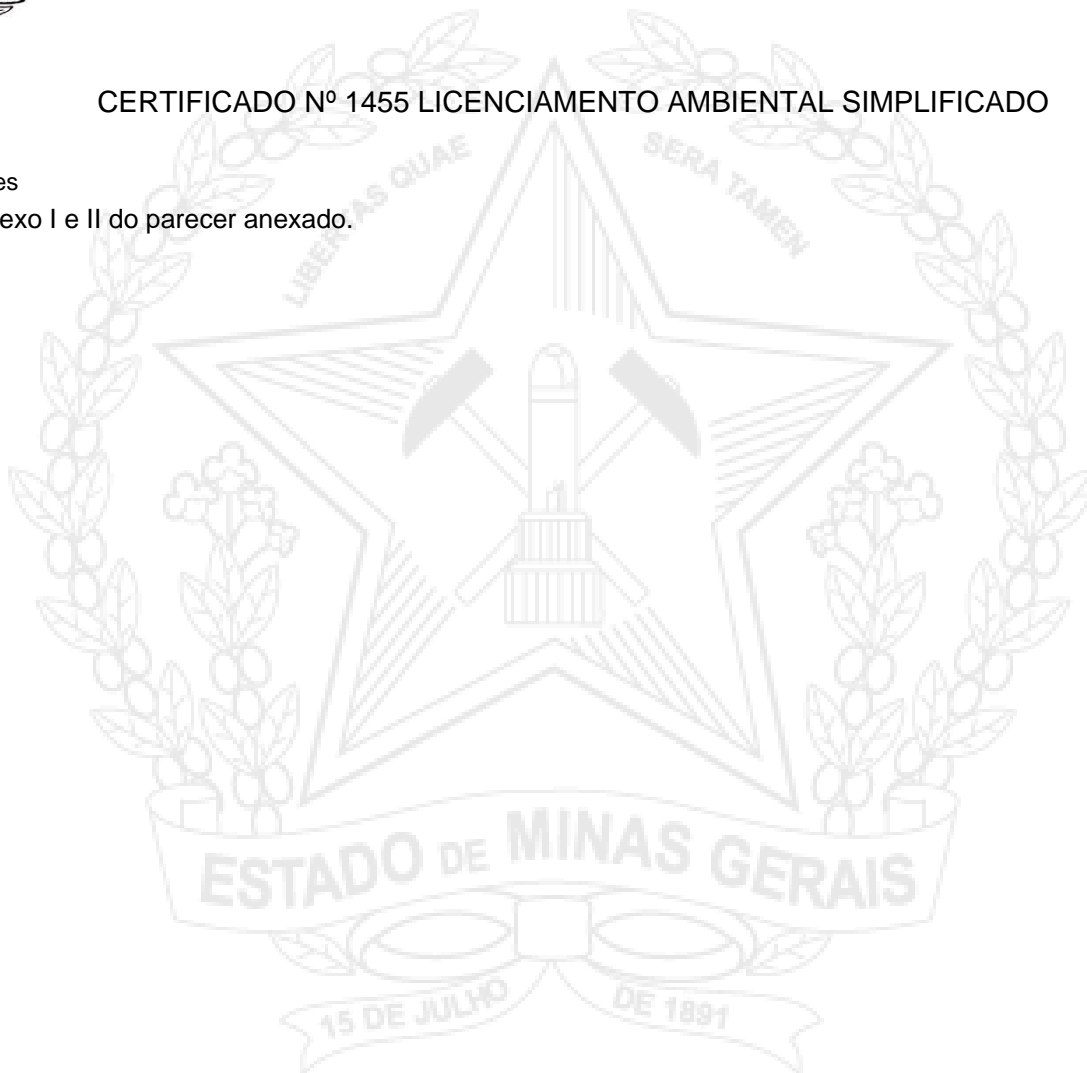 CERTIFICADO Nº 1455 LICENCIAMENTO AMBIENTAL SIMPLIFICADO
es
exo I e II do parecer anexado.
LIBERTAS QUAE SERA TAMEN
ESTADO DE MINAS GERAIS
15 DE JULHO DE 1891